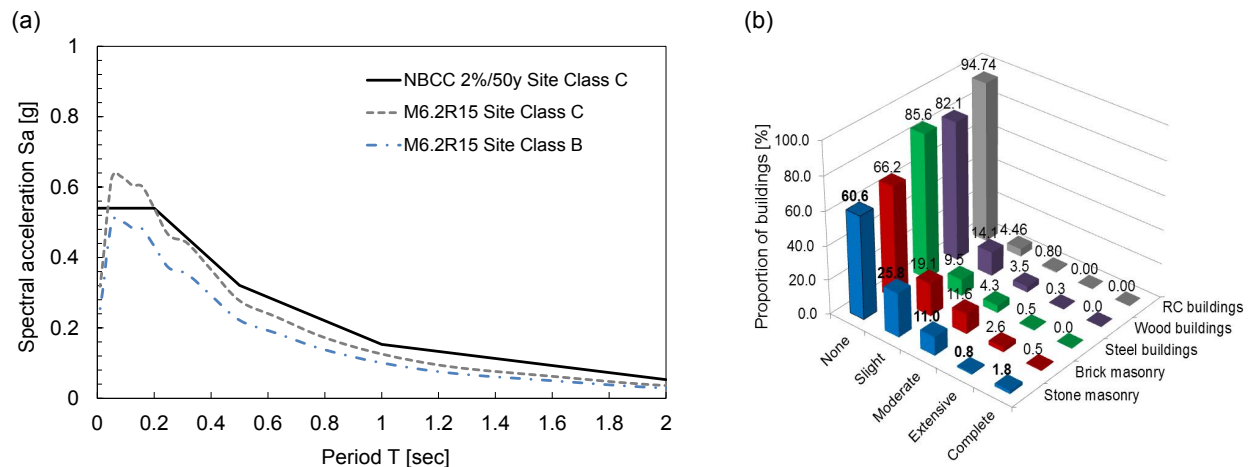 (a)
Spectral acceleration Sa [g]
1
0.8
0.6
0.4
0.2
0
0 0.2 0.4 0.6 0.8 1 1.2 1.4 1.6 1.8 2
Period T [sec]
NBCC 2%/50y Site Class C
M6.2R15 Site Class C
M6.2R15 Site Class B
(b)
Proportion of buildings [%]
100.0
80.0
60.0
40.0
20.0
0.0
94.74
4.46
0.80
0.00
0.00
82.1
14.1
3.5
0.3
0.0
85.6
9.5
4.3
0.5
0.0
66.2
19.1
11.6
2.6
0.5
60.6
25.8
11.0
0.8
1.8
None
Slight
Moderate
Extensive
Complete
RC buildings
Wood buildings
Steel buildings
Brick masonry
Stone masonry